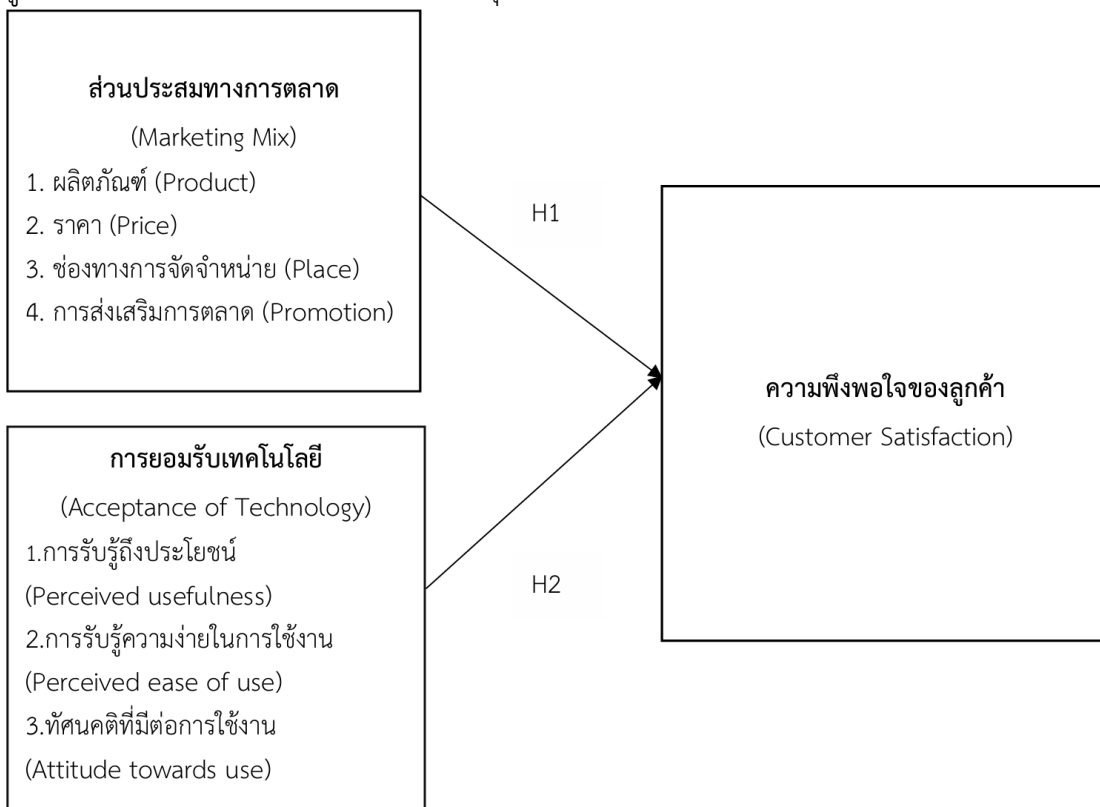 ส่วนประสมทางการตลาด
(Marketing Mix)
1. ผลิตภัณฑ์ (Product)
2. ราคา (Price)
3. ช่องทางการจัดจำหน่าย (Place)
4. การส่งเสริมการตลาด (Promotion)
H1
ความพึงพอใจของลูกค้า
(Customer Satisfaction)
การยอมรับเทคโนโลยี
(Acceptance of Technology)
1.การรับรู้ถึงประโยชน์
(Perceived usefulness)
2.การรับรู้ความง่ายในการใช้งาน
(Perceived ease of use)
3.ทัศนคติที่มีต่อการใช้งาน
(Attitude towards use)
H2